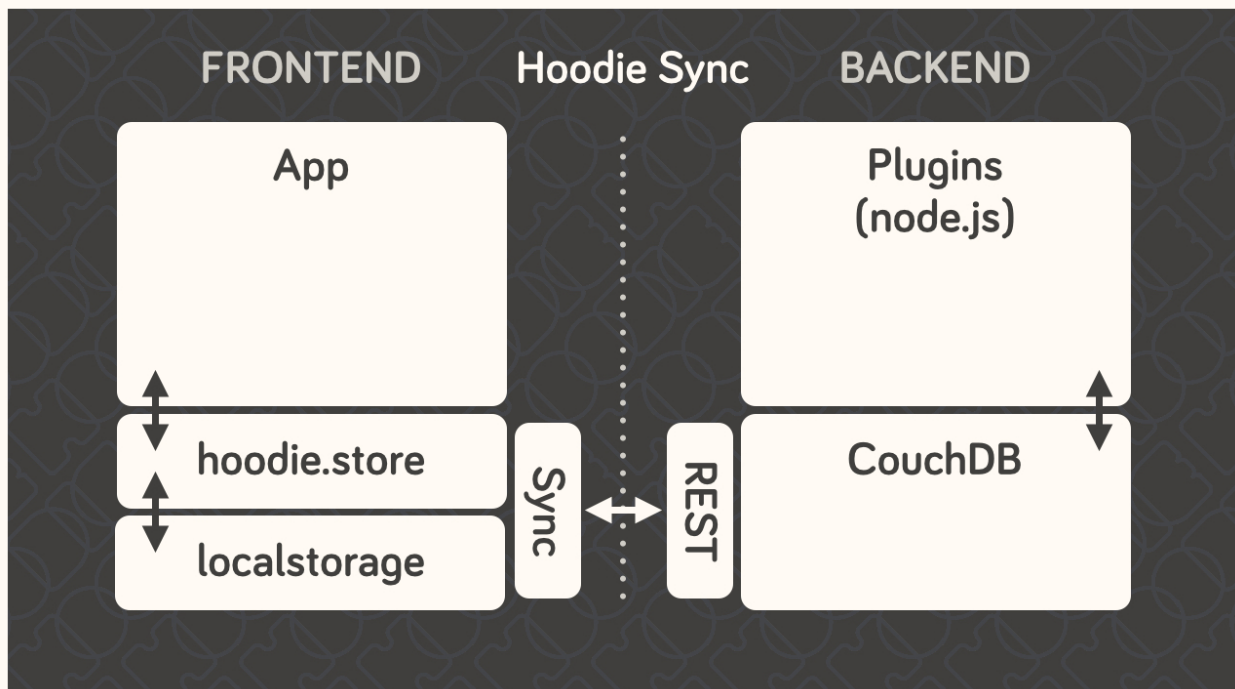 FRONTEND
Hoodie Sync
BACKEND
App
Plugins
(node.js)
hoodie.store
localstorage
Sync
REST
CouchDB